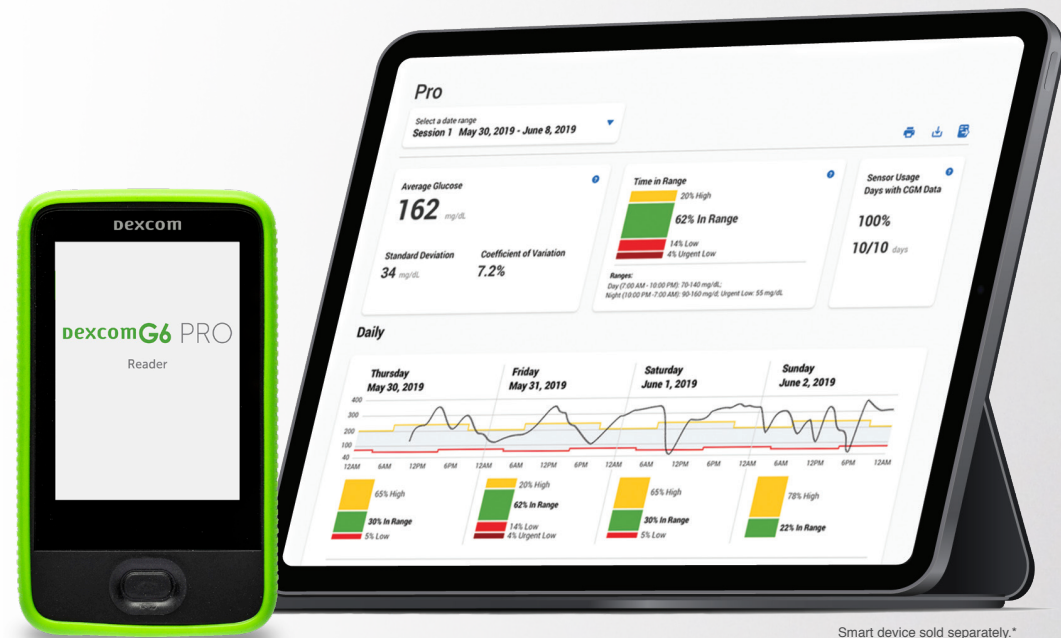 Dexcom
Dexcom G6 PRO
Reader
Pro
Select a date range
Session 1 May 30, 2019 - June 8, 2019
Average Glucose
162 mg/dL
Standard Deviation
34 mg/dL
Coefficient of Variation
7.2%
Time in Range
20% High
62% In Range
14% Low
4% Urgent Low
Ranges:
Day (7:00 AM - 10:00 PM): 70-140 mg/dL;
Night (10:00 PM -7:00 AM): 90-160 mg/d; Urgent Low: 55 mg/dL
Sensor Usage
Days with CGM Data
100%
10/10 days
Daily
Thursday
May 30, 2019
Friday
May 31, 2019
Saturday
June 1, 2019
Sunday
June 2, 2019
400
300
200
100
40
12AM 6AM 12PM 6PM 12AM 6AM 12PM 6PM 12AM 6AM 12PM 6PM 12AM 6AM 12PM 6PM 12AM
65% High
30% In Range
5% Low
20% High
62% In Range
14% Low
4% Urgent Low
65% High
30% In Range
5% Low
78% High
22% In Range
Smart device sold separately.*